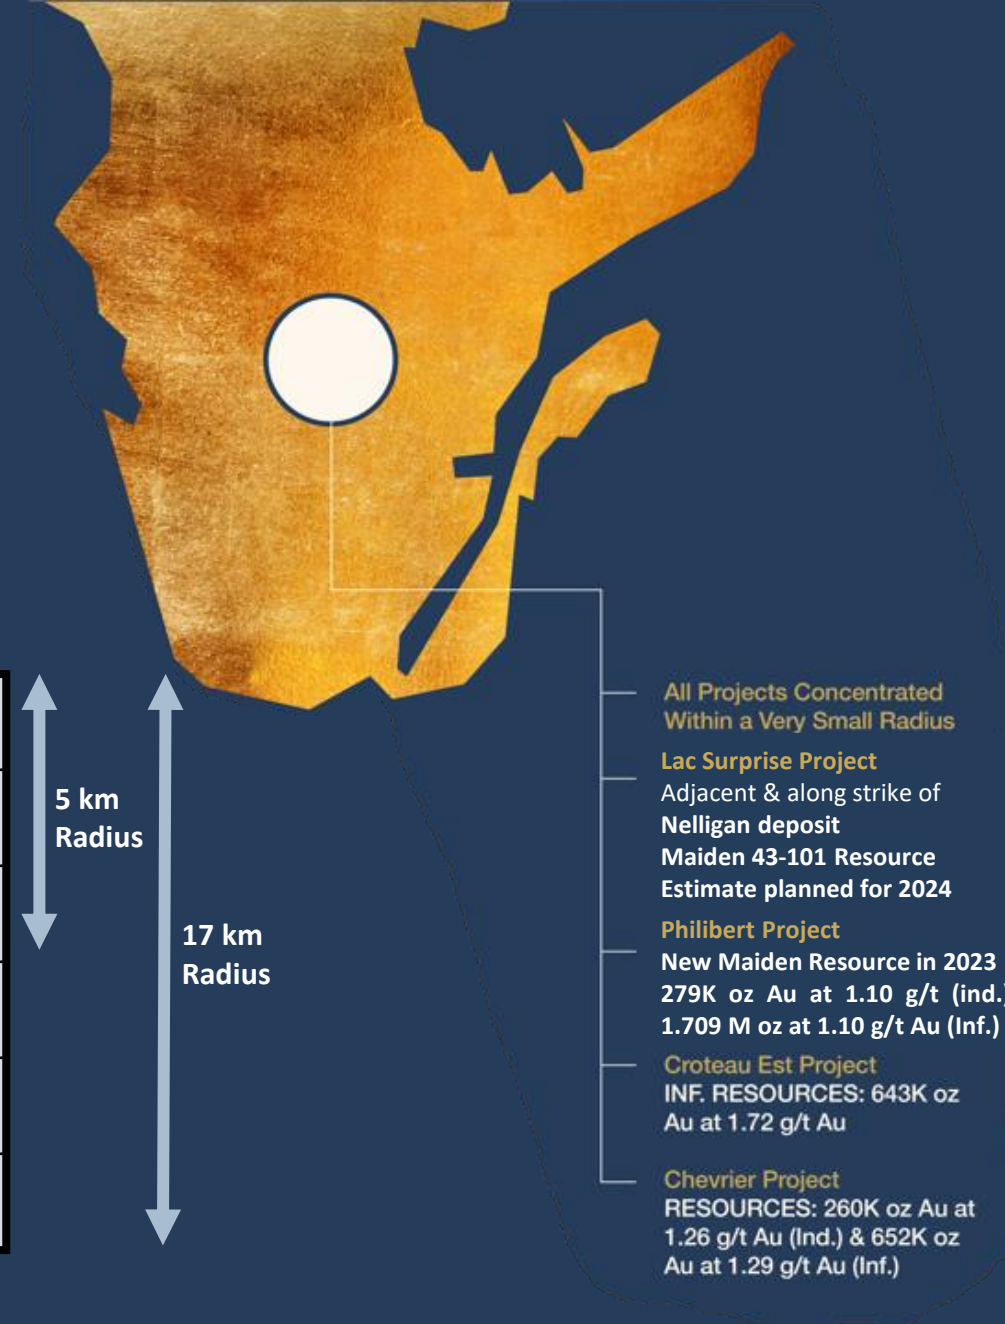 5 km
Radius
17 km
Radius
All Projects Concentrated
Within a Very Small Radius
Lac Surprise Project
Adjacent & along strike of
Nelligan deposit
Maiden 43-101 Resource
Estimate planned for 2024
Philibert Project
New Maiden Resource in 2023
279K oz Au at 1.10 g/t (ind.)
1.709 M oz at 1.10 g/t Au (Inf.)
Croteau Est Project
INF. RESOURCES: 643K oz
Au at 1.72 g/t Au
Chevrier Project
RESOURCES: 260K oz Au at
1.26 g/t Au (Ind.) & 652K oz
Au at 1.29 g/t Au (Inf.)